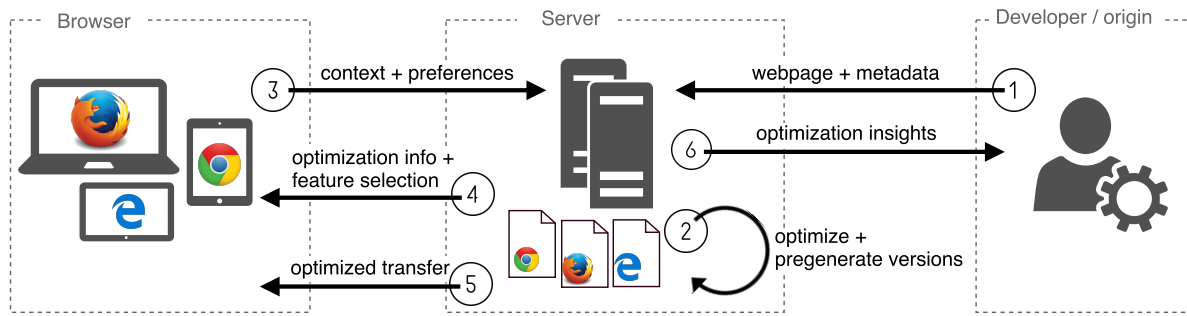 Browser
Server
Developer / origin
3
context + preferences
webpage + metadata
1
6
optimization insights
optimization info +
feature selection
4
2
optimize +
pregenerate versions
optimized transfer
5